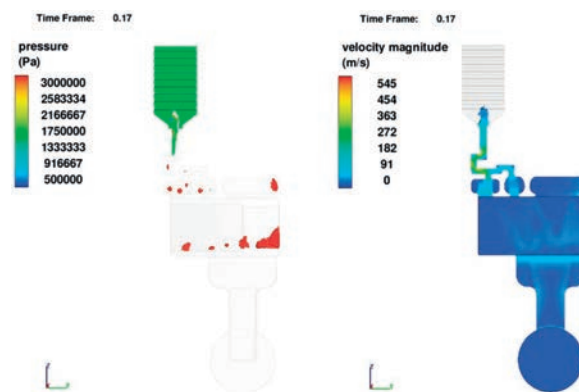 Time Frame: 0.17
pressure
(Pa)
3000000
2583334
2166667
1750000
1333333
916667
500000
Time Frame: 0.17
velocity magnitude
(m/s)
545
454
363
272
182
91
0